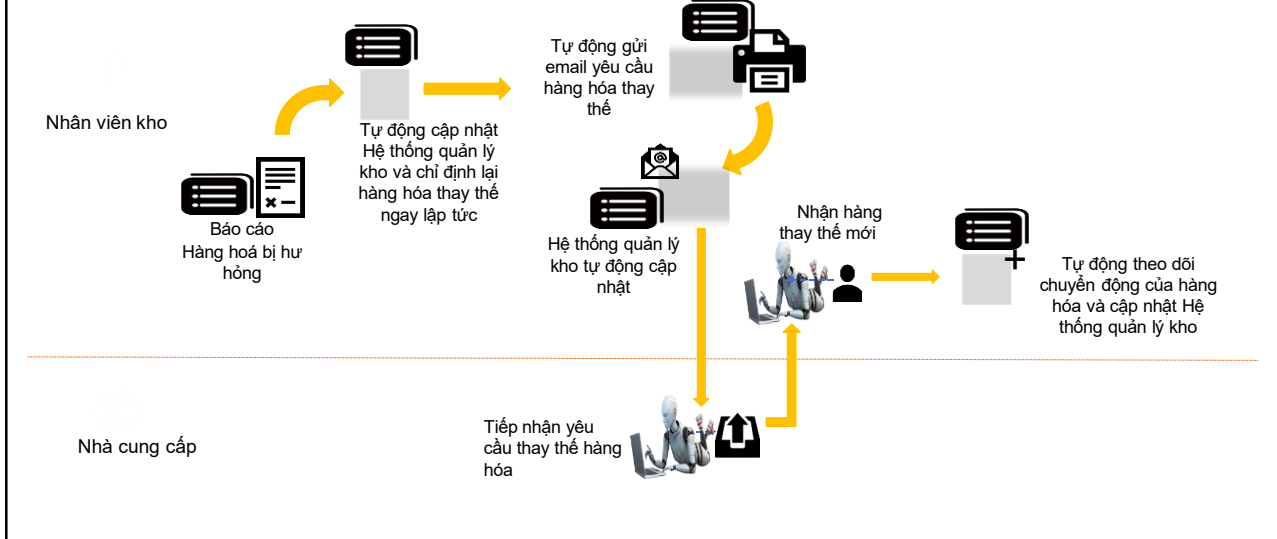 Nhân viên kho
Báo cáo
Hàng hoá bị hư
hỏng
Tự động cập nhật
Hệ thống quản lý
kho và chỉ định lại
hàng hóa thay thế
ngay lập tức
Tự động gửi
email yêu cầu
hàng hóa thay
thế
Hệ thống quản lý
kho tự động cập
nhật
Nhận hàng
thay thế mới
Tự động theo dõi
chuyển động của hàng
hóa và cập nhật Hệ
thống quản lý kho
Nhà cung cấp
Tiếp nhận yêu
cầu thay thế hàng
hóa